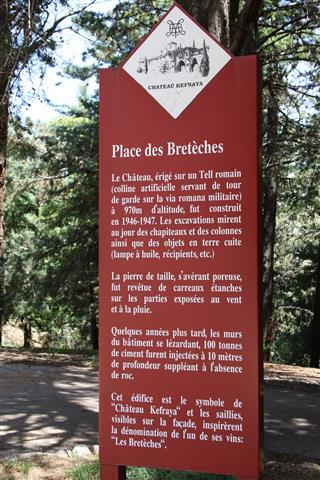 CHATEAU KEFRAYA
Place des Bretèches
Le Château, érigé sur un Tell romain
(colline artificielle servant de tour
de garde sur la via romana militaire)
à 970m d'altitude, fut construit
en 1946-1947. Les excavations mirent
au jour des chapiteaux et des colonnes
ainsi que des objets en terre cuite
(lampe à huile, récipients, etc.)
La pierre de taille, s'avérant poreuse,
fut revêtue de carreaux étanches
sur les parties exposées au vent
et à la pluie.
Quelques années plus tard, les murs
du bâtiment se lézardant, 100 tonnes
de ciment furent injectées à 10 mètres
de profondeur suppléant à l'absence
de roc.
Cet édifice est le symbole de
"Château Kefraya" et les saillies,
visibles sur la façade, inspirèrent
la dénomination de l'un de ses vins:
"Les Bretèches".